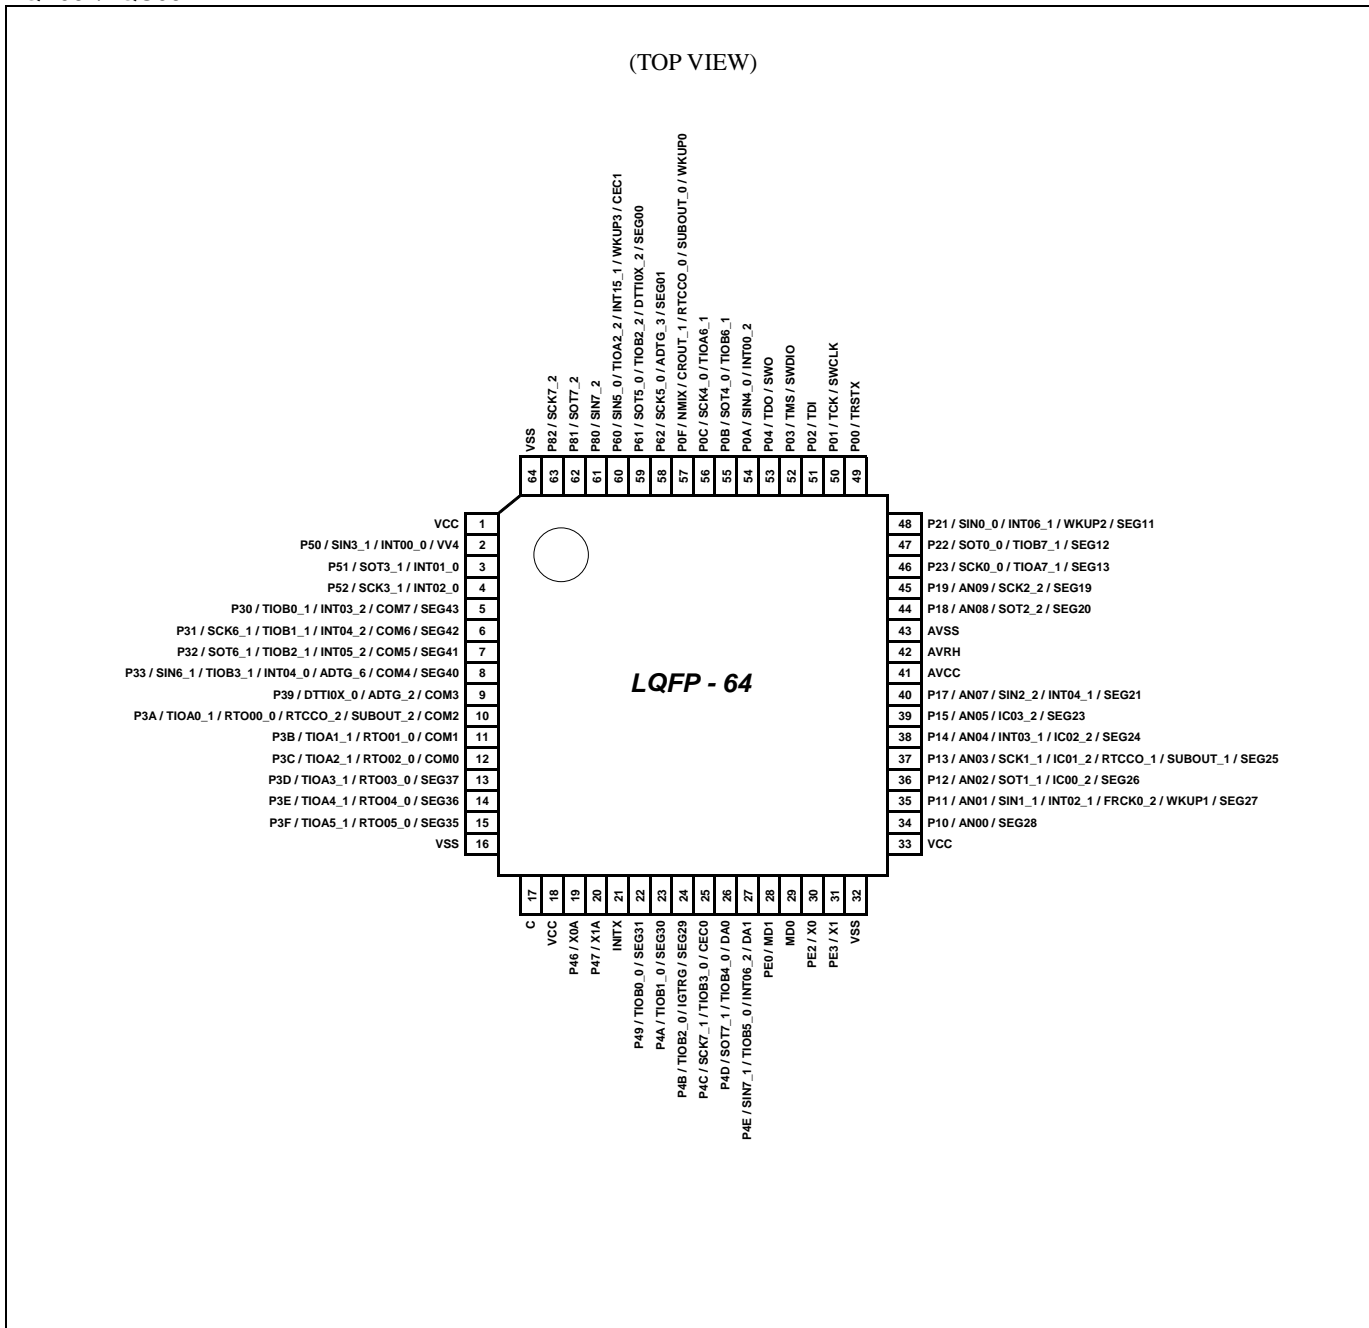 (TOP VIEW)
VSS
P82 / SCK7_2
P81 / SOT7_2
P80 / SIN7_2
P60 / SIN5_0 / TIOA2_2 / INT15_1 / WKUP3 / CEC1
P61 / SOT5_0 / TIOB2_2 / DTTI0X_2 / SEG00
P62 / SCK5_0 / ADTG_3 / SEG01
P0F / NMIX / CROUT_1 / RTCCO_0 / SUBOUT_0 / WKUP0
P0C / SCK4_0 / TIOA6_1
P0B / SOT4_0 / TIOB6_1
P0A / SIN4_0 / INT00_2
P04 / TDO / SWO
P03 / TMS / SWDIO
P02 / TDI
P01 / TCK / SWCLK
P00 / TRSTX
64 63 62 61 60 59 58 57 56 55 54 53 52 51 50 49
VCC 1
P50 / SIN3_1 / INT00_0 / VV4 2
P51 / SOT3_1 / INT01_0 3
P52 / SCK3_1 / INT02_0 4
P30 / TIOB0_1 / INT03_2 / COM7 / SEG43 5
P31 / SCK6_1 / TIOB1_1 / INT04_2 / COM6 / SEG42 6
P32 / SOT6_1 / TIOB2_1 / INT05_2 / COM5 / SEG41 7
P33 / SIN6_1 / TIOB3_1 / INT04_0 / ADTG_6 / COM4 / SEG40 8
P39 / DTTI0X_0 / ADTG_2 / COM3 9
P3A / TIOA0_1 / RTO00_0 / RTCCO_2 / SUBOUT_2 / COM2 10
P3B / TIOA1_1 / RTO01_0 / COM1 11
P3C / TIOA2_1 / RTO02_0 / COM0 12
P3D / TIOA3_1 / RTO03_0 / SEG37 13
P3E / TIOA4_1 / RTO04_0 / SEG36 14
P3F / TIOA5_1 / RTO05_0 / SEG35 15
VSS 16
LQFP - 64
48 P21 / SIN0_0 / INT06_1 / WKUP2 / SEG11
47 P22 / SOT0_0 / TIOB7_1 / SEG12
46 P23 / SCK0_0 / TIOA7_1 / SEG13
45 P19 / AN09 / SCK2_2 / SEG19
44 P18 / AN08 / SOT2_2 / SEG20
43 AVSS
42 AVRH
41 AVCC
40 P17 / AN07 / SIN2_2 / INT04_1 / SEG21
39 P15 / AN05 / IC03_2 / SEG23
38 P14 / AN04 / INT03_1 / IC02_2 / SEG24
37 P13 / AN03 / SCK1_1 / IC01_2 / RTCCO_1 / SUBOUT_1 / SEG25
36 P12 / AN02 / SOT1_1 / IC00_2 / SEG26
35 P11 / AN01 / SIN1_1 / INT02_1 / FRCK0_2 / WKUP1 / SEG27
34 P10 / AN00 / SEG28
33 VCC
17 18 19 20 21 22 23 24 25 26 27 28 29 30 31 32
C
VCC
P46 / X0A
P47 / X1A
INITX
P49 / TIOB0_0 / SEG31
P4A / TIOB1_0 / SEG30
P4B / TIOB2_0 / IGTRG / SEG29
P4C / SCK7_1 / TIOB3_0 / CEC0
P4D / SOT7_1 / TIOB4_0 / DA0
P4E / SIN7_1 / TIOB5_0 / INT06_2 / DA1
PE0 / MD1
MD0
PE2 / X0
PE3 / X1
VSS